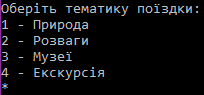 Оберіть тематику поїздки:
1 - Природа
2 - Розваги
3 - Музеї
4 - Екскурсія
*